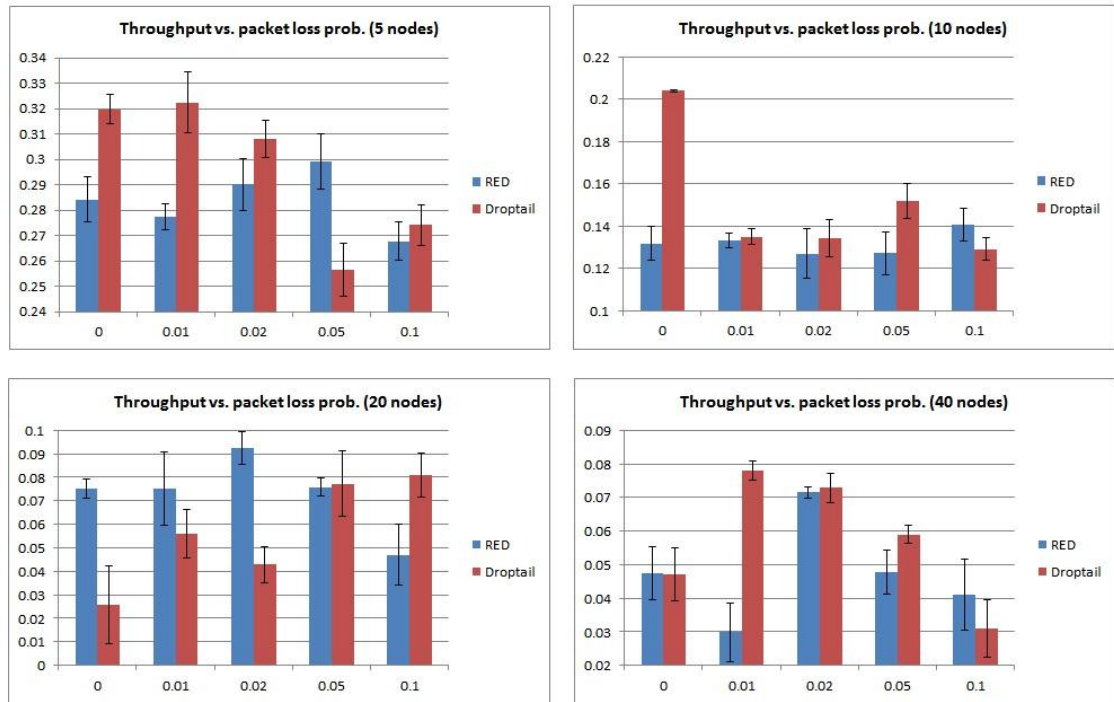 Throughput vs. packet loss prob. (5 nodes)
0.34
0.33
0.32
0.31
0.3
0.29
0.28
0.27
0.26
0.25
0.24
0 0.01 0.02 0.05 0.1
RED
Droptail
Throughput vs. packet loss prob. (10 nodes)
0.22
0.2
0.18
0.16
0.14
0.12
0.1
0 0.01 0.02 0.05 0.1
RED
Droptail
Throughput vs. packet loss prob. (20 nodes)
0.1
0.09
0.08
0.07
0.06
0.05
0.04
0.03
0.02
0.01
0
0 0.01 0.02 0.05 0.1
RED
Droptail
Throughput vs. packet loss prob. (40 nodes)
0.09
0.08
0.07
0.06
0.05
0.04
0.03
0.02
0 0.01 0.02 0.05 0.1
RED
Droptail